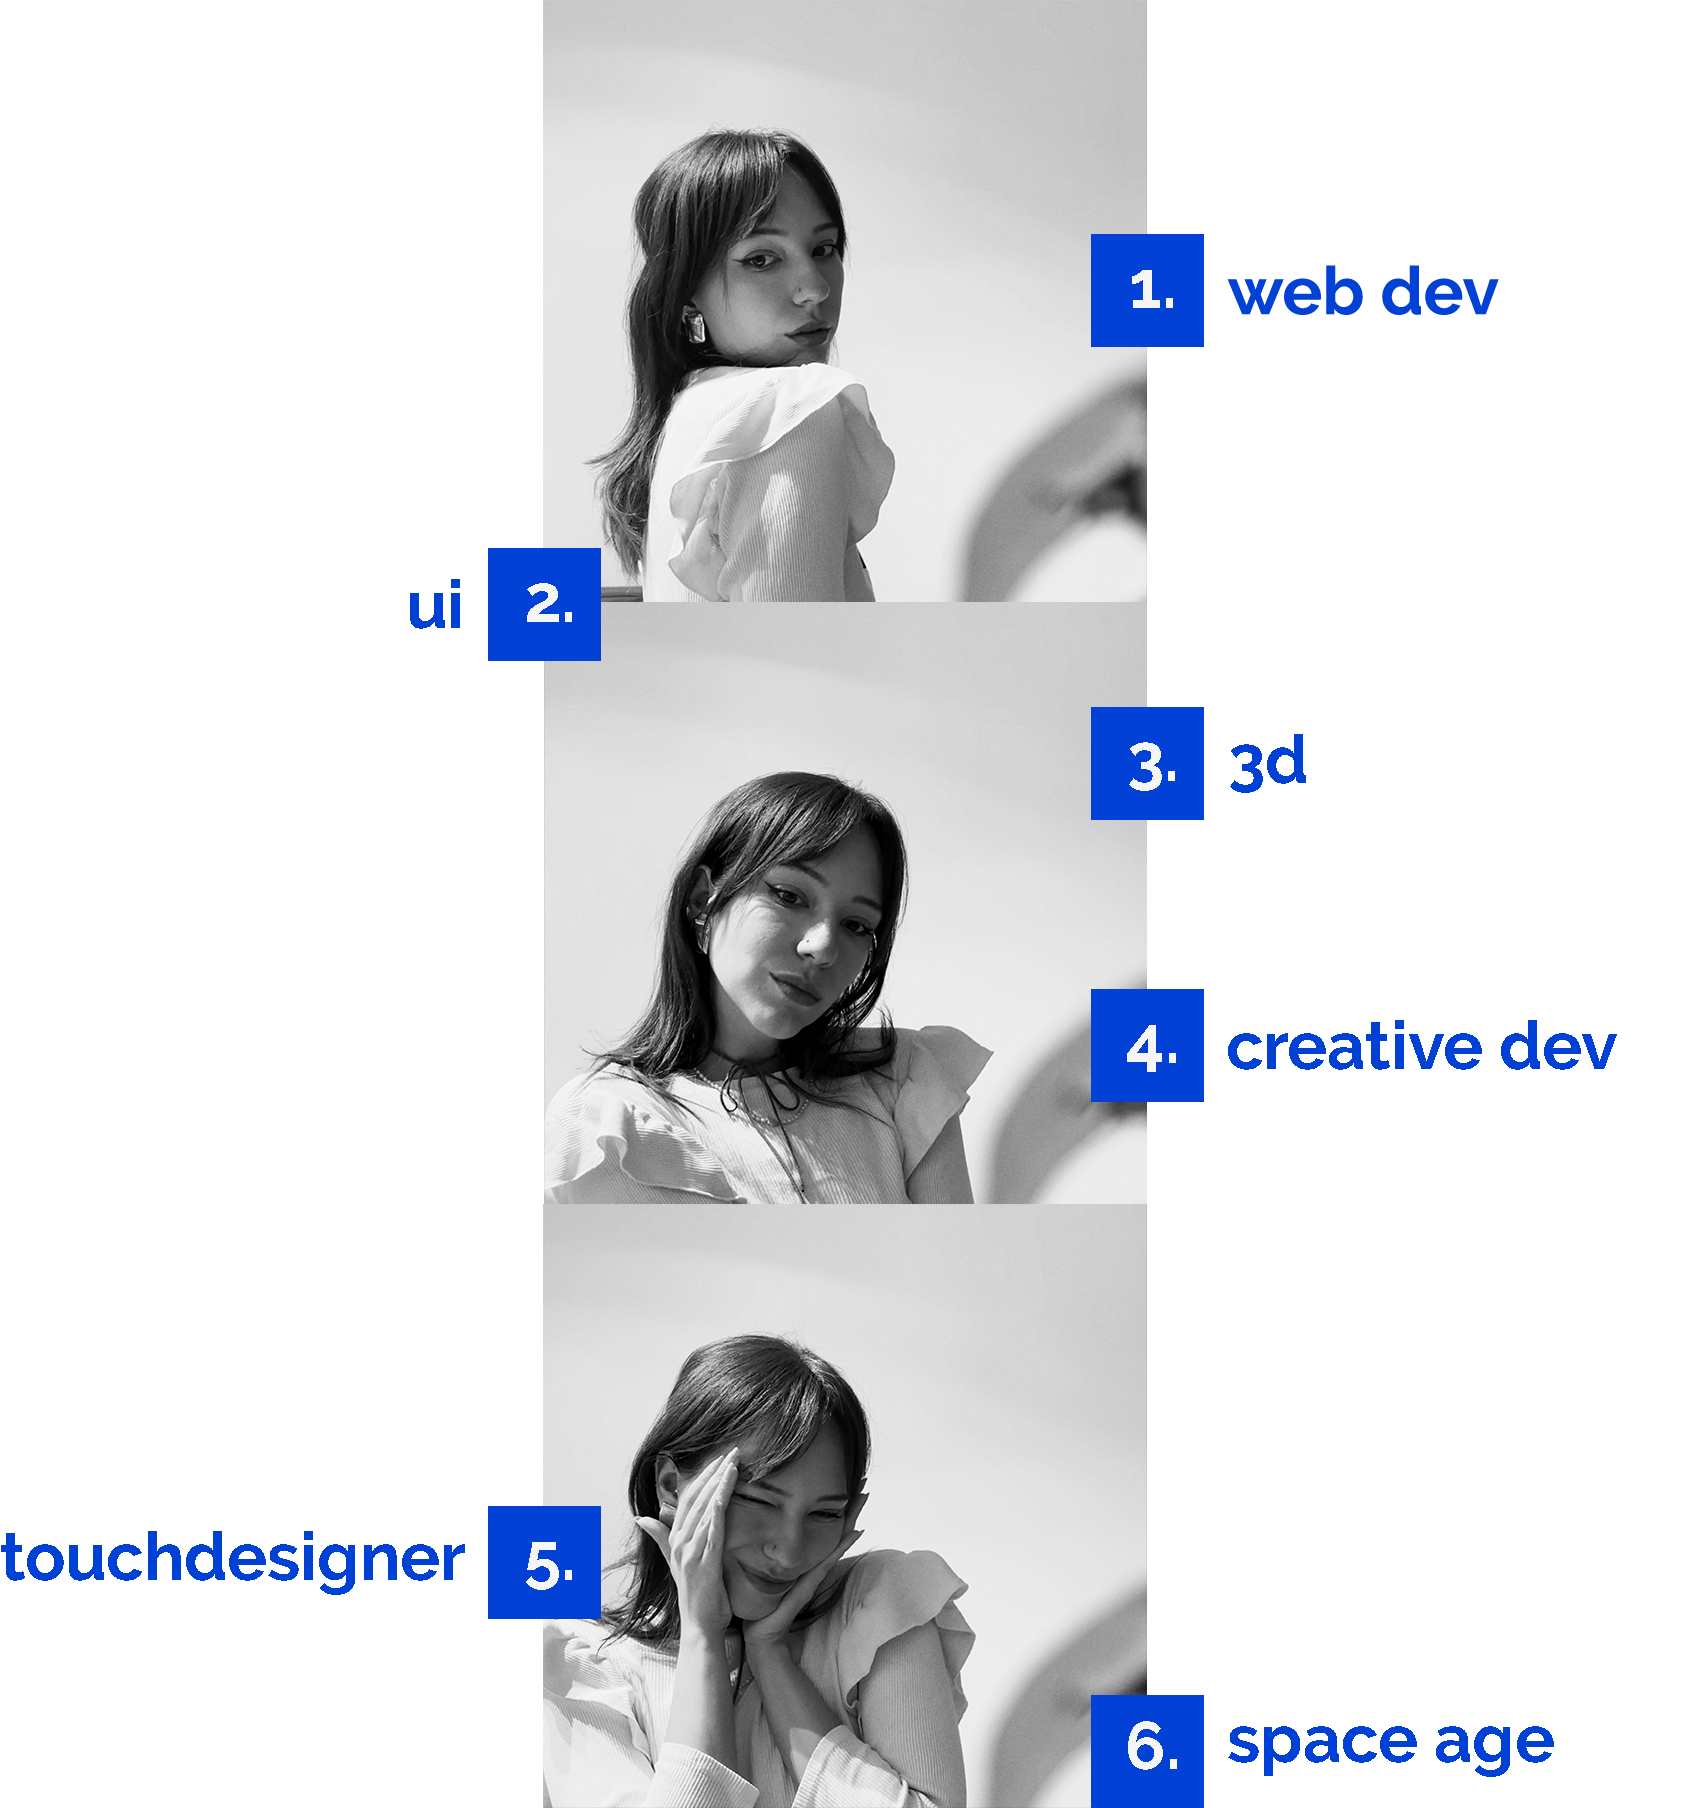 1. web dev
ui 2.
3. 3d
4. creative dev
touchdesigner 5.
6. space age